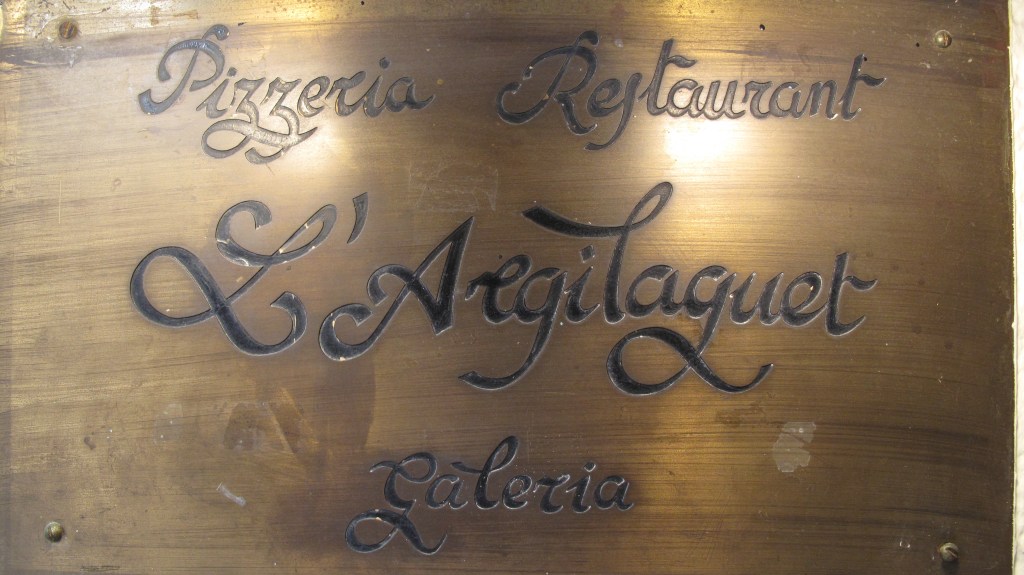 Pizzeria Restaurant
L'Argilaguet
Galeria